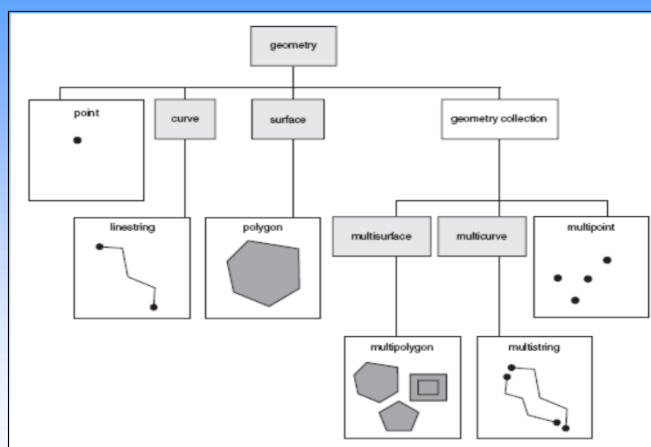 geometry
point
curve
surface
geometry collection
linestring
polygon
multisurface
multicurve
multipoint
multipolygon
multistring